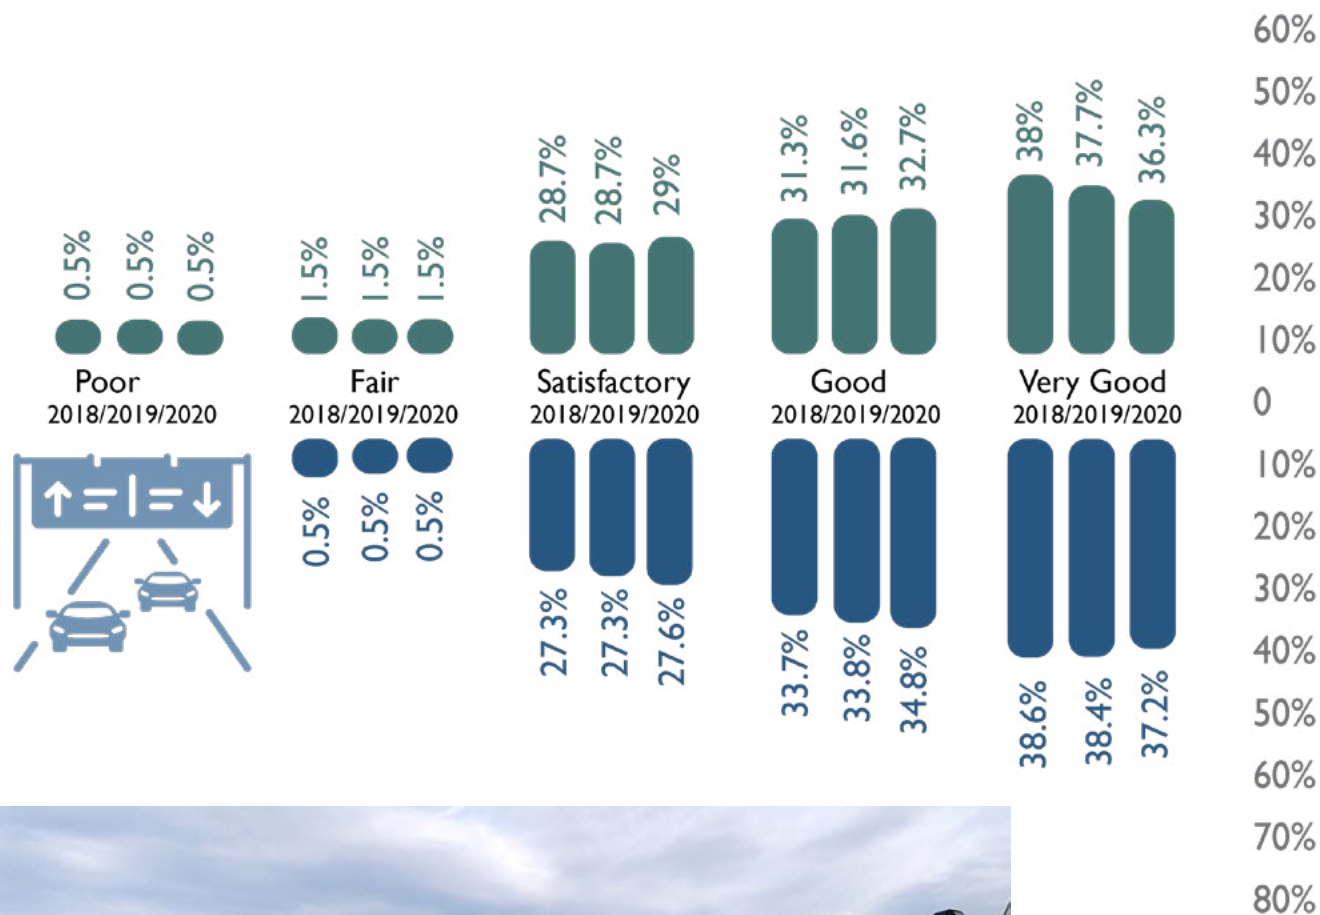 60%
50%
40%
30%
20%
10%
0
10%
20%
30%
40%
50%
60%
70%
80%
0.5% 0.5% 0.5%
1.5% 1.5% 1.5%
28.7% 28.7% 29%
31.3% 31.6% 32.7%
38% 37.7% 36.3%
Poor
2018/2019/2020
Fair
2018/2019/2020
Satisfactory
2018/2019/2020
Good
2018/2019/2020
Very Good
2018/2019/2020
0.5% 0.5% 0.5%
27.3% 27.3% 27.6%
33.7% 33.8% 34.8%
38.6% 38.4% 37.2%